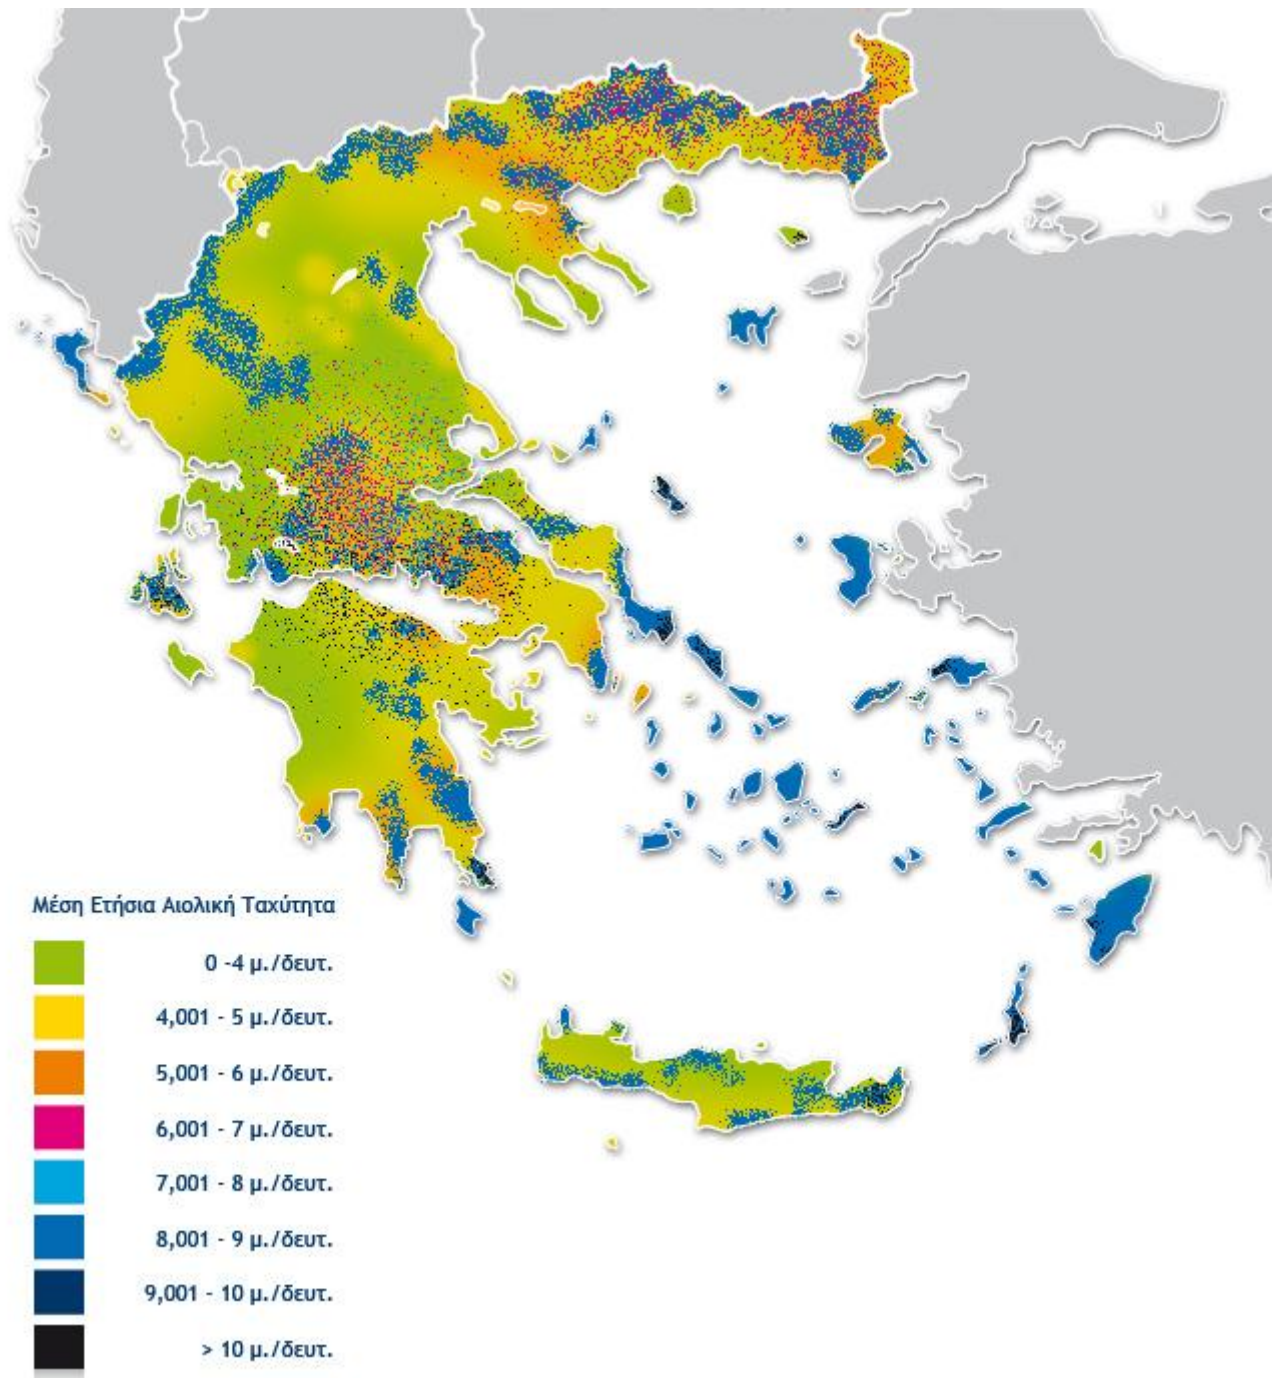 Μέση Ετήσια Αιολική Ταχύτητα
0 -4 μ./δευτ.
4,001 - 5 μ./δευτ.
5,001 - 6 μ./δευτ.
6,001 - 7 μ./δευτ.
7,001 - 8 μ./δευτ.
8,001 - 9 μ./δευτ.
9,001 - 10 μ./δευτ.
> 10 μ./δευτ.